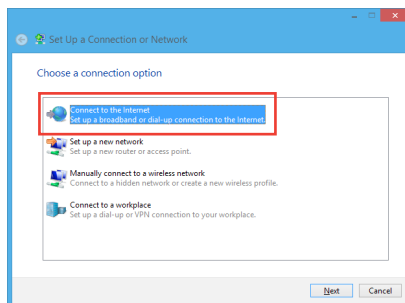 Set Up a Connection or Network
Choose a connection option
Connect to the Internet
Set up a broadband or dial-up connection to the Internet.
Set up a new network
Set up a new router or access point.
Manually connect to a wireless network
Connect to a hidden network or create a new wireless profile.
Connect to a workplace
Set up a dial-up or VPN connection to your workplace.
Next Cancel